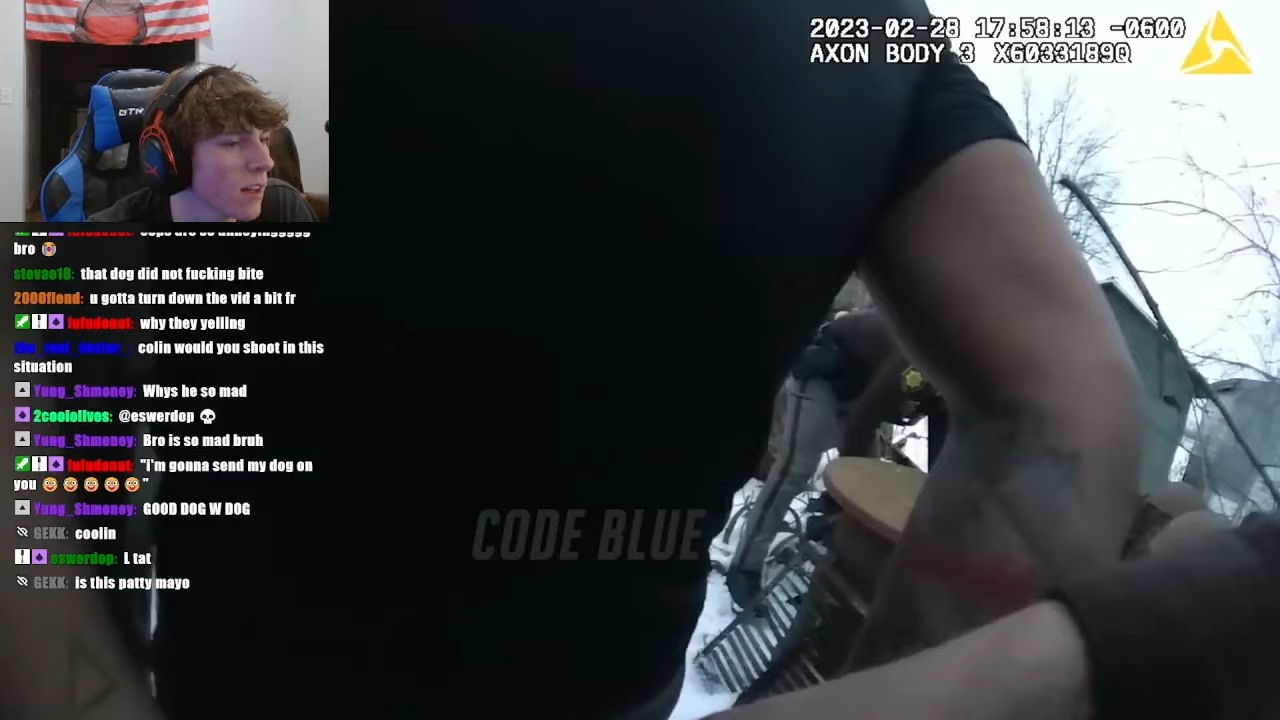 2023-02-28 17:58:13 -0600
AXON BODY 3 X60331890
GTR
bro
stevao18: that dog did not fucking bite
2000fiend: u gotta turn down the vid a bit fr
fufudonut: why they yelling
colin would you shoot in this
situation
Yung_Shmoney: Whys he so mad
2coololives: @eswerdop 💀
Yung_Shmoney: Bro is so mad bruh
fufudonut: "I'm gonna send my dog on
you 🤡🤡🤡🤡🤡"
Yung_Shmoney: GOOD DOG W DOG
GEKK: coolin
eswerdop: L tat
GEKK: is this patty mayo
CODE BLUE